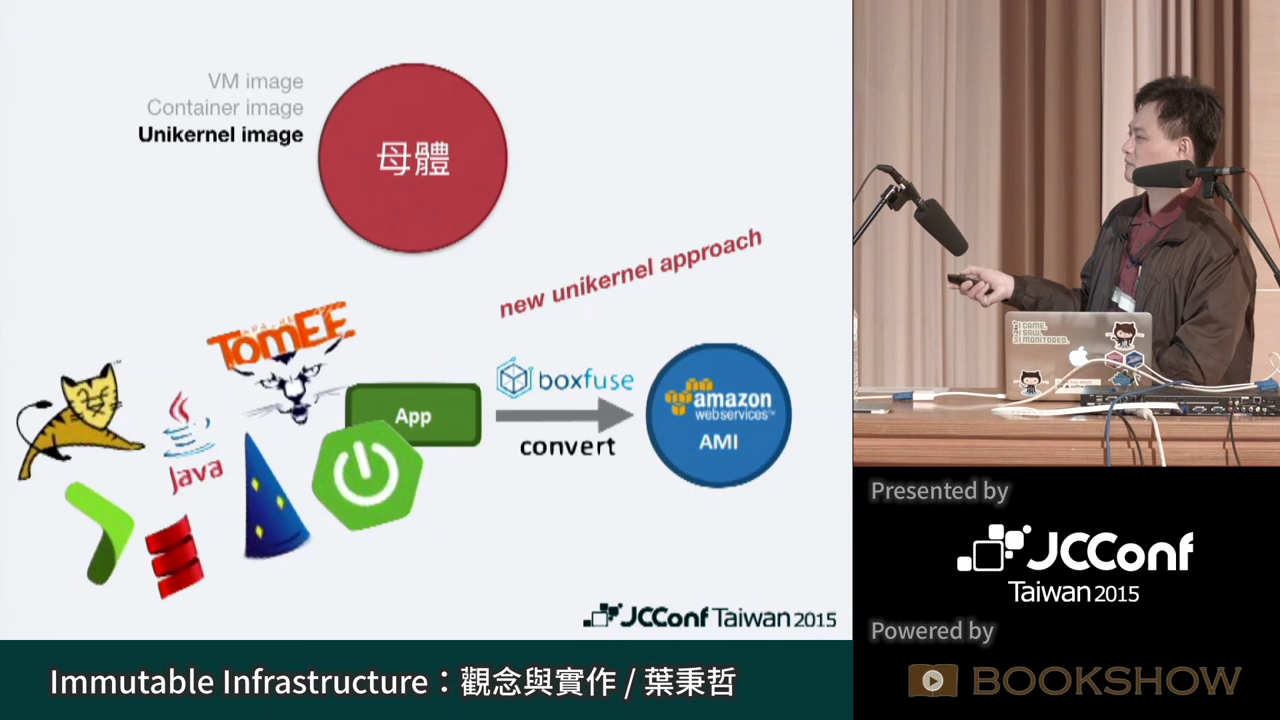 VM image
Container image
Unikernel image
母體
new unikernel approach
TomEE
Java
App
boxfuse
convert
amazon
webservices™
AMI
JCConf Taiwan 2015
Immutable Infrastructure：觀念與實作 / 葉秉哲
Presented by
JCConf
Taiwan 2015
Powered by
BOOKSHOW